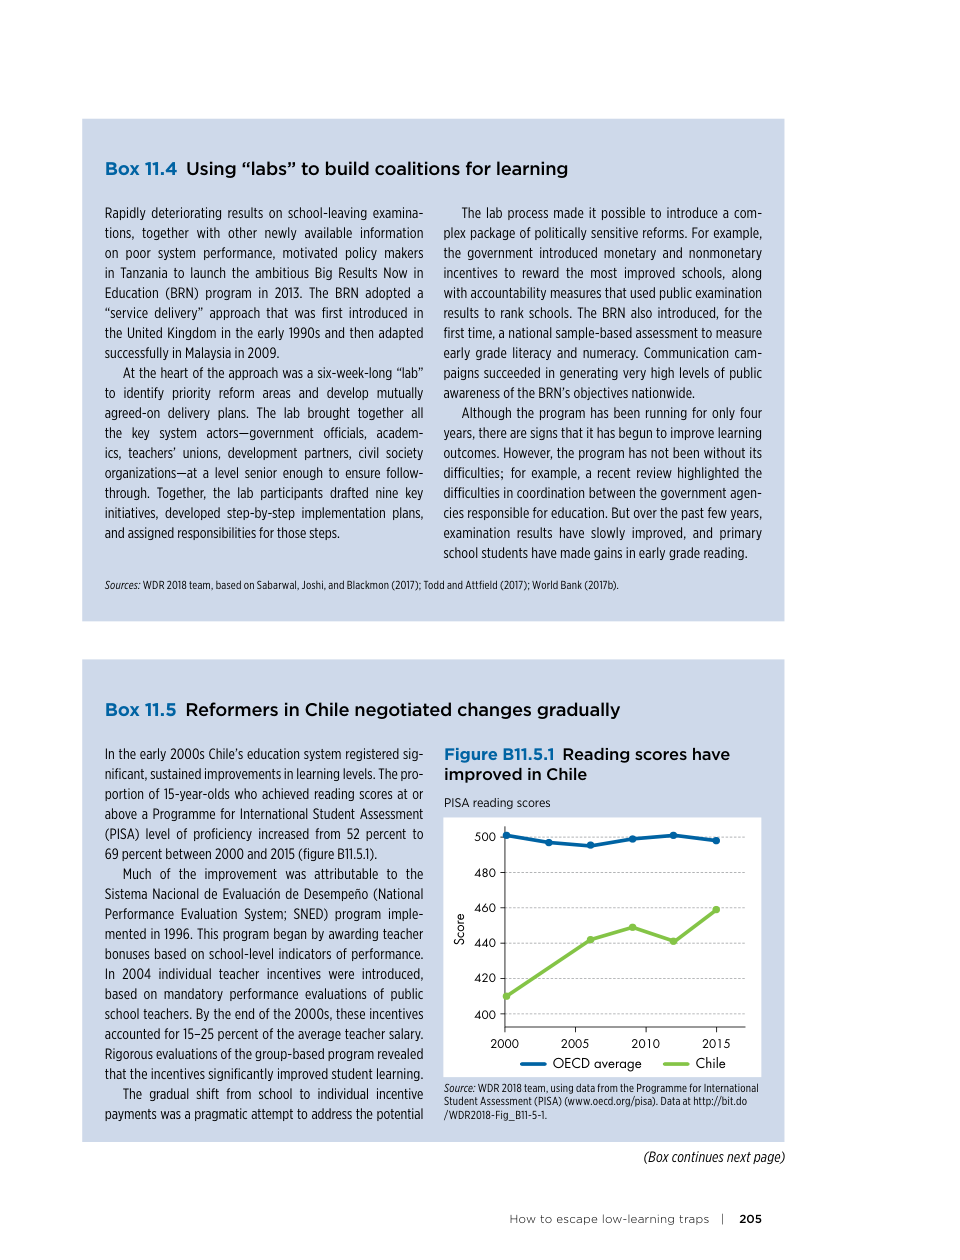 Box 11.4 Using “labs” to build coalitions for learning
Rapidly deteriorating results on school-leaving examina-
tions, together with other newly available information
on poor system performance, motivated policy makers
in Tanzania to launch the ambitious Big Results Now in
Education (BRN) program in 2013. The BRN adopted a
“service delivery” approach that was first introduced in
the United Kingdom in the early 1990s and then adapted
successfully in Malaysia in 2009.
At the heart of the approach was a six-week-long “lab”
to identify priority reform areas and develop mutually
agreed-on delivery plans. The lab brought together all
the key system actors—government officials, academ-
ics, teachers’ unions, development partners, civil society
organizations—at a level senior enough to ensure follow-
through. Together, the lab participants drafted nine key
initiatives, developed step-by-step implementation plans,
and assigned responsibilities for those steps.
The lab process made it possible to introduce a com-
plex package of politically sensitive reforms. For example,
the government introduced monetary and nonmonetary
incentives to reward the most improved schools, along
with accountability measures that used public examination
results to rank schools. The BRN also introduced, for the
first time, a national sample-based assessment to measure
early grade literacy and numeracy. Communication cam-
paigns succeeded in generating very high levels of public
awareness of the BRN’s objectives nationwide.
Although the program has been running for only four
years, there are signs that it has begun to improve learning
outcomes. However, the program has not been without its
difficulties; for example, a recent review highlighted the
difficulties in coordination between the government agen-
cies responsible for education. But over the past few years,
examination results have slowly improved, and primary
school students have made gains in early grade reading.
Sources: WDR 2018 team, based on Sabarwal, Joshi, and Blackmon (2017); Todd and Attfield (2017); World Bank (2017b).
Box 11.5 Reformers in Chile negotiated changes gradually
In the early 2000s Chile’s education system registered sig-
nificant, sustained improvements in learning levels. The pro-
portion of 15-year-olds who achieved reading scores at or
above a Programme for International Student Assessment
(PISA) level of proficiency increased from 52 percent to
69 percent between 2000 and 2015 (figure B11.5.1).
Much of the improvement was attributable to the
Sistema Nacional de Evaluación de Desempeño (National
Performance Evaluation System; SNED) program imple-
mented in 1996. This program began by awarding teacher
bonuses based on school-level indicators of performance.
In 2004 individual teacher incentives were introduced,
based on mandatory performance evaluations of public
school teachers. By the end of the 2000s, these incentives
accounted for 15–25 percent of the average teacher salary.
Rigorous evaluations of the group-based program revealed
that the incentives significantly improved student learning.
The gradual shift from school to individual incentive
payments was a pragmatic attempt to address the potential
Figure B11.5.1 Reading scores have
improved in Chile
PISA reading scores
500
480
460
440
420
400
Score
2000 2005 2010 2015
OECD average Chile
Source: WDR 2018 team, using data from the Programme for International
Student Assessment (PISA) (www.oecd.org/pisa). Data at http://bit.do
/WDR2018-Fig_B11-5-1.
(Box continues next page)
How to escape low-learning traps | 205